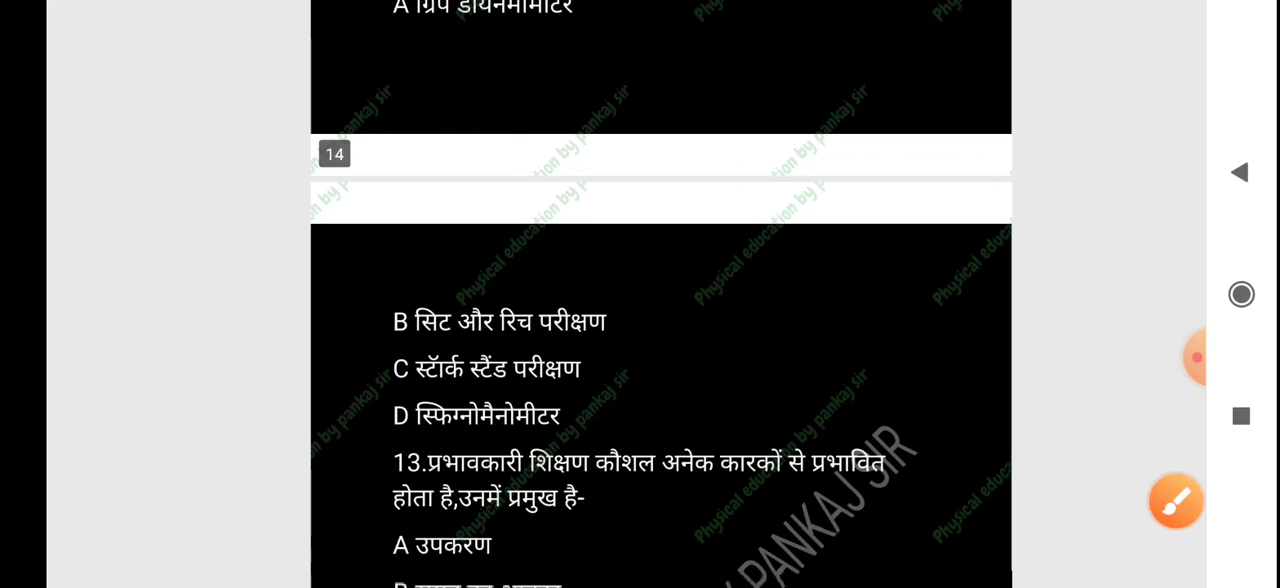 A ग्रिप डायनेमोमीटर
14
B सिट और रिच परीक्षण
C स्टॅार्क स्टैंड परीक्षण
D स्फिग्नोमैनोमीटर
13.प्रभावकारी शिक्षण कौशल अनेक कारकों से प्रभावित
होता है,उनमें प्रमुख है-
A उपकरण
Physical education by pankaj sir
PANKAJ SIR